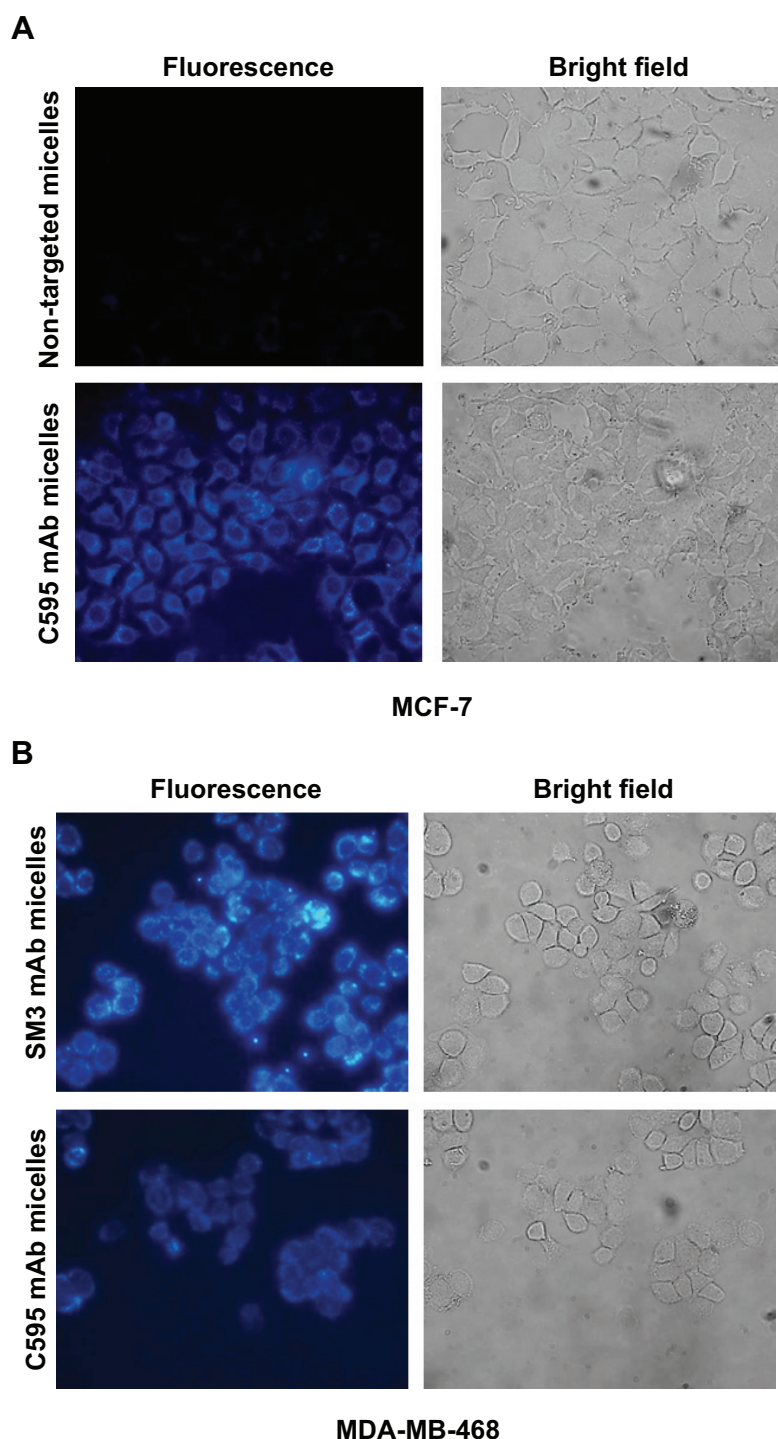 A
Fluorescence Bright field
Non-targeted micelles
C595 mAb micelles
MCF-7
B
Fluorescence Bright field
SM3 mAb micelles
C595 mAb micelles
MDA-MB-468